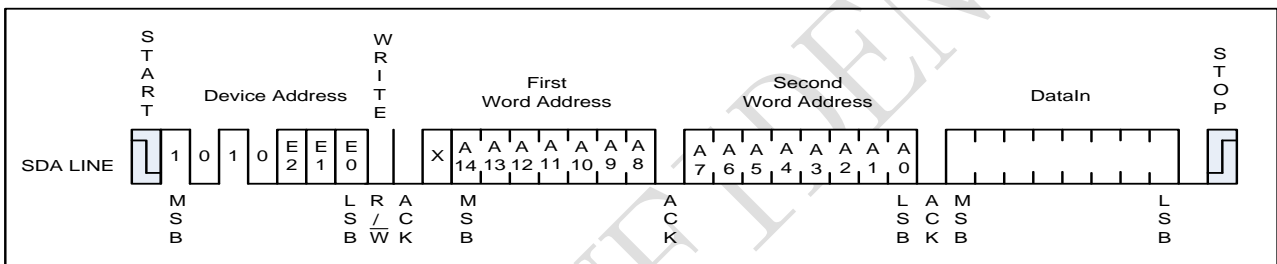 START
WRITE
STOP
Device Address
First
Word Address
Second
Word Address
DataIn
SDA LINE
1 0 1 0 E2 E1 E0
X A14 A13 A12 A11 A10 A9 A8
A7 A6 A5 A4 A3 A2 A1 A0
MSB
LSB
R/W̅
ACK
MSB
ACK
LSB
ACK
MSB
LSB